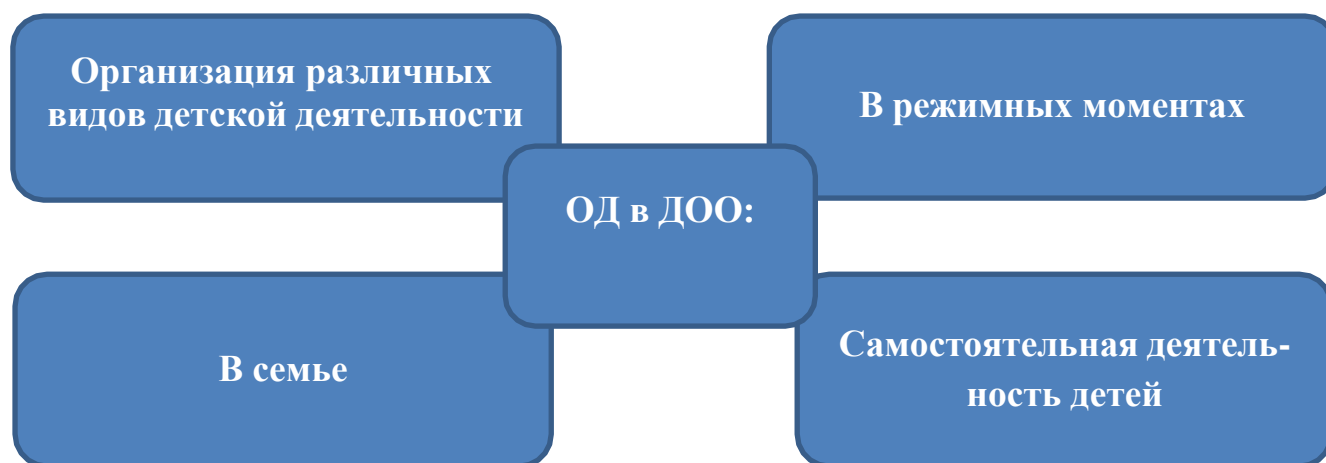 Организация различных
видов детской деятельности
В режимных моментах
ОД в ДОО:
В семье
Самостоятельная деятель-
ность детей